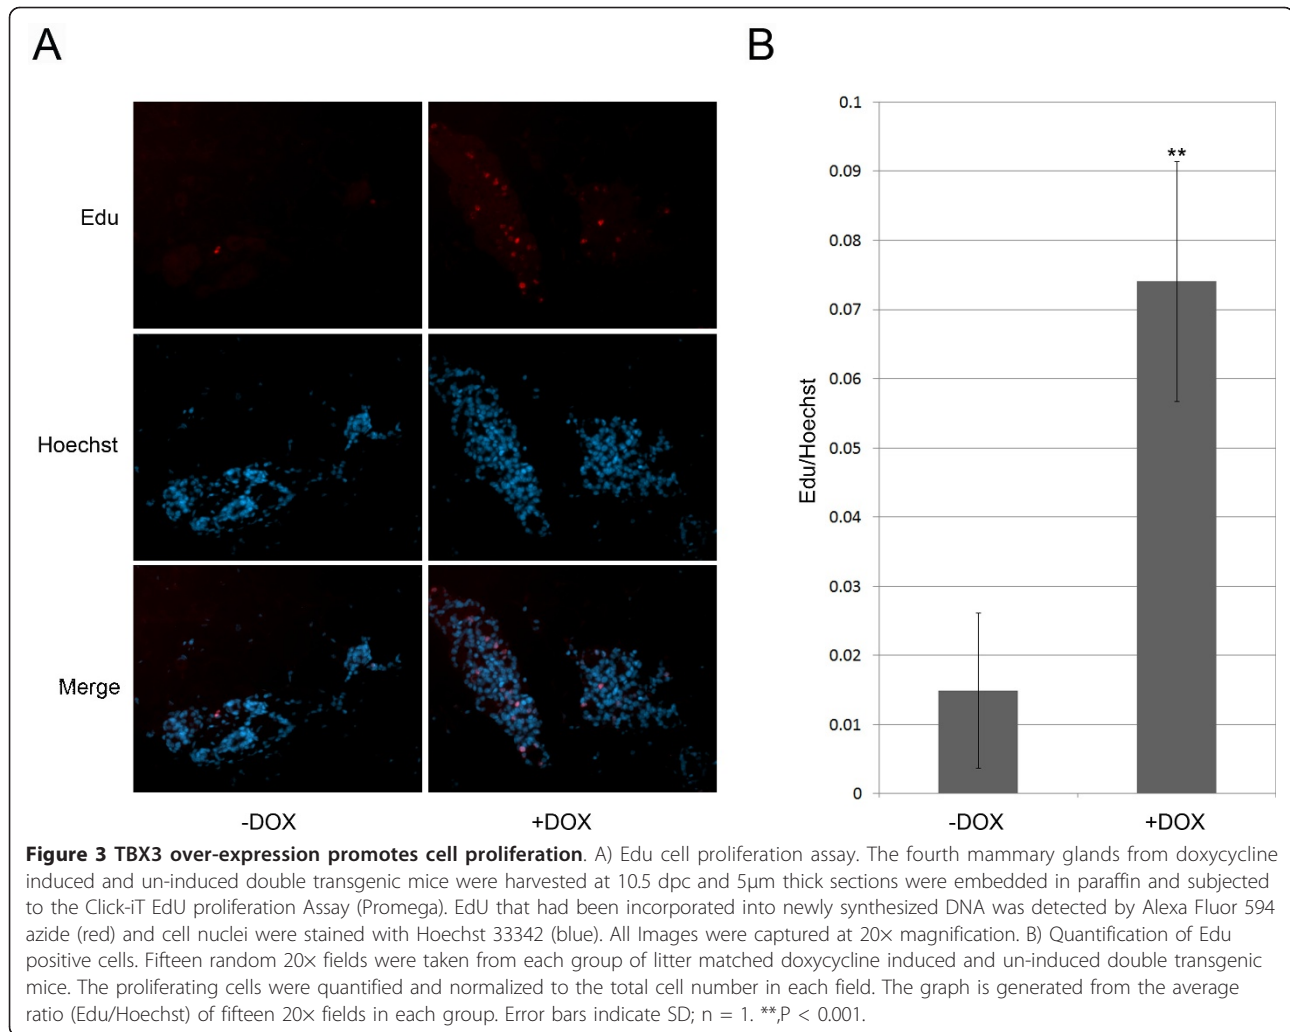 A
B
Edu
Hoechst
Merge
-DOX
+DOX
0.1
0.09
0.08
0.07
0.06
0.05
0.04
0.03
0.02
0.01
0
Edu/Hoechst
**
-DOX
+DOX
Figure 3 TBX3 over-expression promotes cell proliferation. A) Edu cell proliferation assay. The fourth mammary glands from doxycycline
induced and un-induced double transgenic mice were harvested at 10.5 dpc and 5μm thick sections were embedded in paraffin and subjected
to the Click-iT EdU proliferation Assay (Promega). EdU that had been incorporated into newly synthesized DNA was detected by Alexa Fluor 594
azide (red) and cell nuclei were stained with Hoechst 33342 (blue). All Images were captured at 20× magnification. B) Quantification of Edu
positive cells. Fifteen random 20× fields were taken from each group of litter matched doxycycline induced and un-induced double transgenic
mice. The proliferating cells were quantified and normalized to the total cell number in each field. The graph is generated from the average
ratio (Edu/Hoechst) of fifteen 20× fields in each group. Error bars indicate SD; n = 1. **,P < 0.001.